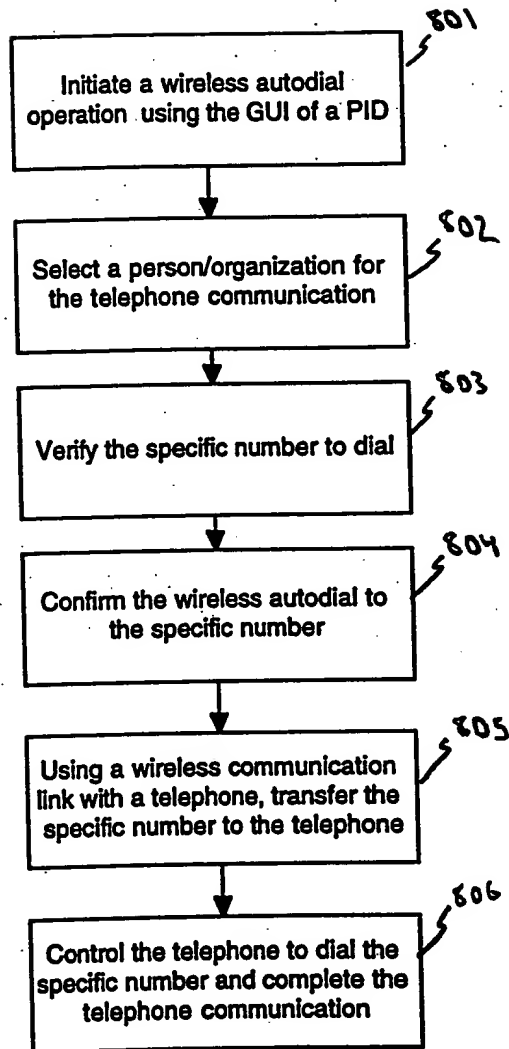 801
Initiate a wireless autodial
operation using the GUI of a PID
802
Select a person/organization for
the telephone communication
803
Verify the specific number to dial
804
Confirm the wireless autodial to
the specific number
805
Using a wireless communication
link with a telephone, transfer the
specific number to the telephone
806
Control the telephone to dial the
specific number and complete the
telephone communication